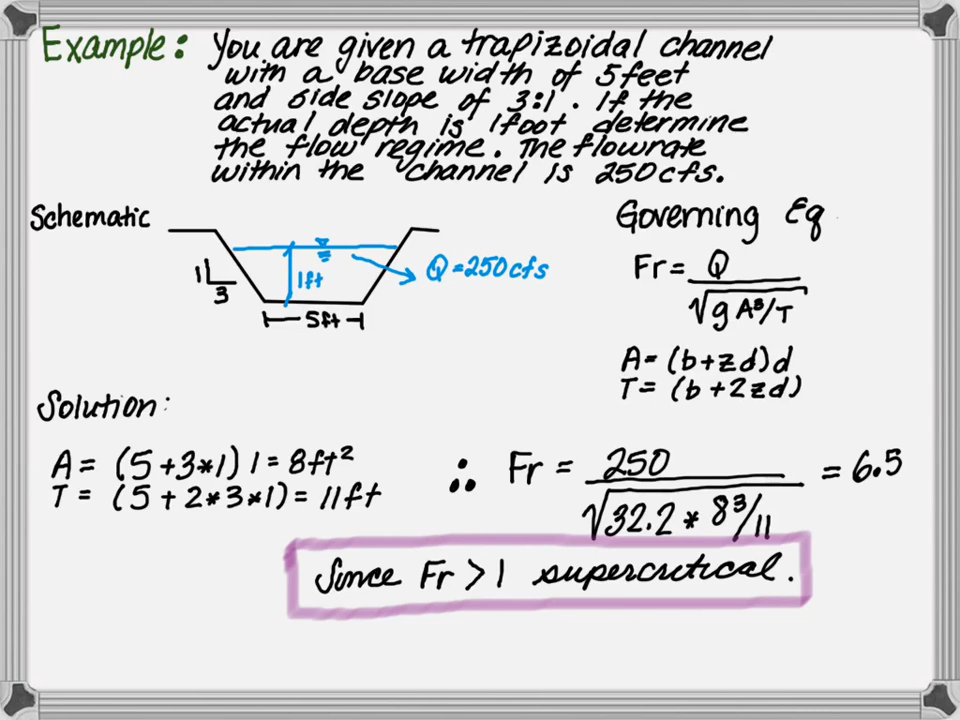 Example: You are given a trapizoidal channel
with a base width of 5feet
and side slope of 3:1. If the
actual depth is 1foot determine
the flow regime. The flowrate
within the channel is 250cfs.
Schematic
1
3
1ft
Q=250cfs
5ft
Governing Eq
Fr = Q / √g A³/T
A = (b+zd)d
T = (b+2zd)
Solution:
A = (5+3*1) 1 = 8ft²
T = (5+2*3*1) = 11ft
∴ Fr = 250 / √32.2 * 8³/11 = 6.5
Since Fr > 1 supercritical.